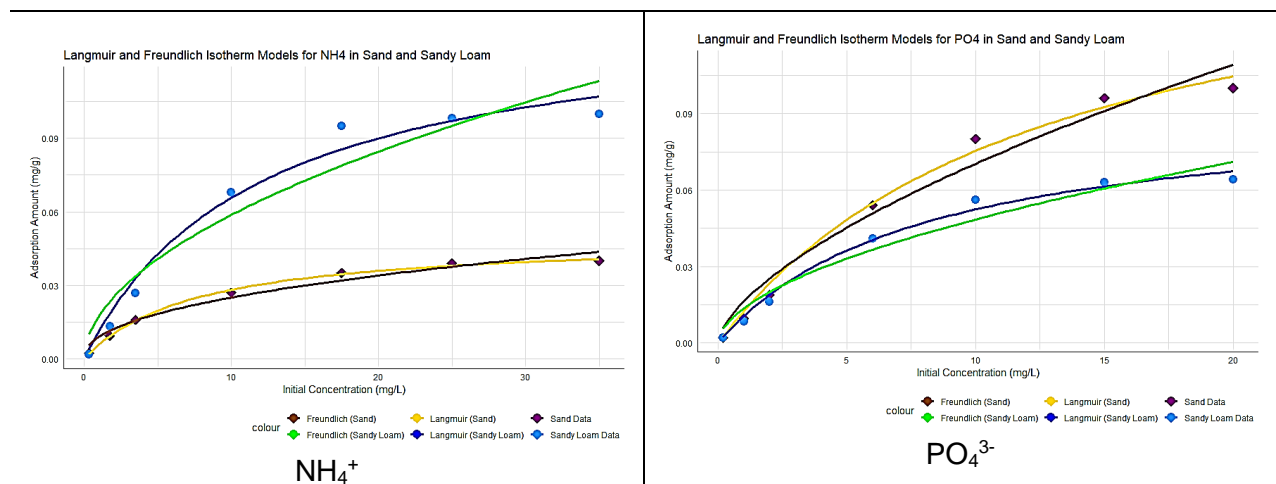 Langmuir and Freundlich Isotherm Models for NH4 in Sand and Sandy Loam
Adsorption Amount (mg/g)
0.09
0.06
0.03
0.00
0
10
20
30
Initial Concentration (mg/L)
colour
Freundlich (Sand)
Langmuir (Sand)
Sand Data
Freundlich (Sandy Loam)
Langmuir (Sandy Loam)
Sandy Loam Data
NH₄⁺
Langmuir and Freundlich Isotherm Models for PO4 in Sand and Sandy Loam
Adsorption Amount (mg/g)
0.09
0.06
0.03
0.00
0
5
10
15
20
Initial Concentration (mg/L)
colour
Freundlich (Sand)
Langmuir (Sand)
Sand Data
Freundlich (Sandy Loam)
Langmuir (Sandy Loam)
Sandy Loam Data
PO₄³⁻